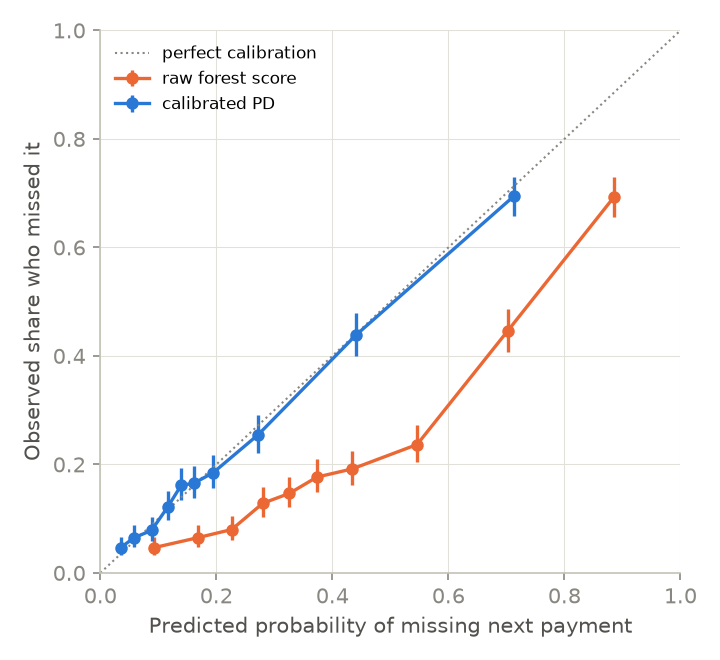 perfect calibration
raw forest score
calibrated PD
Observed share who missed it
1.0
0.8
0.6
0.4
0.2
0.0
0.0 0.2 0.4 0.6 0.8 1.0
Predicted probability of missing next payment